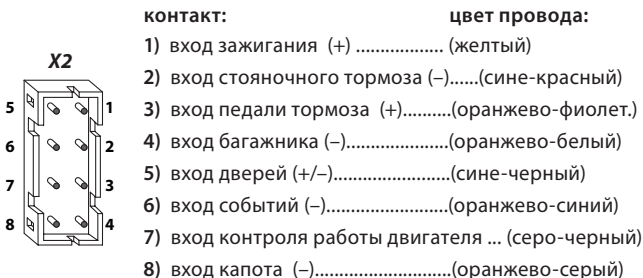 контакт: цвет провода:
1) вход зажигания (+) .................. (желтый)
X2
2) вход стояночного тормоза (–)......(сине-красный)
5 1 3) вход педали тормоза (+)..........(оранжево-фиолет.)
6 2 4) вход багажника (–).....................(оранжево-белый)
5) вход дверей (+/–)........................(сине-черный)
7 3 6) вход событий (–).........................(оранжево-синий)
8 4 7) вход контроля работы двигателя ... (серо-черный)
8) вход капота (–)............................(оранжево-серый)